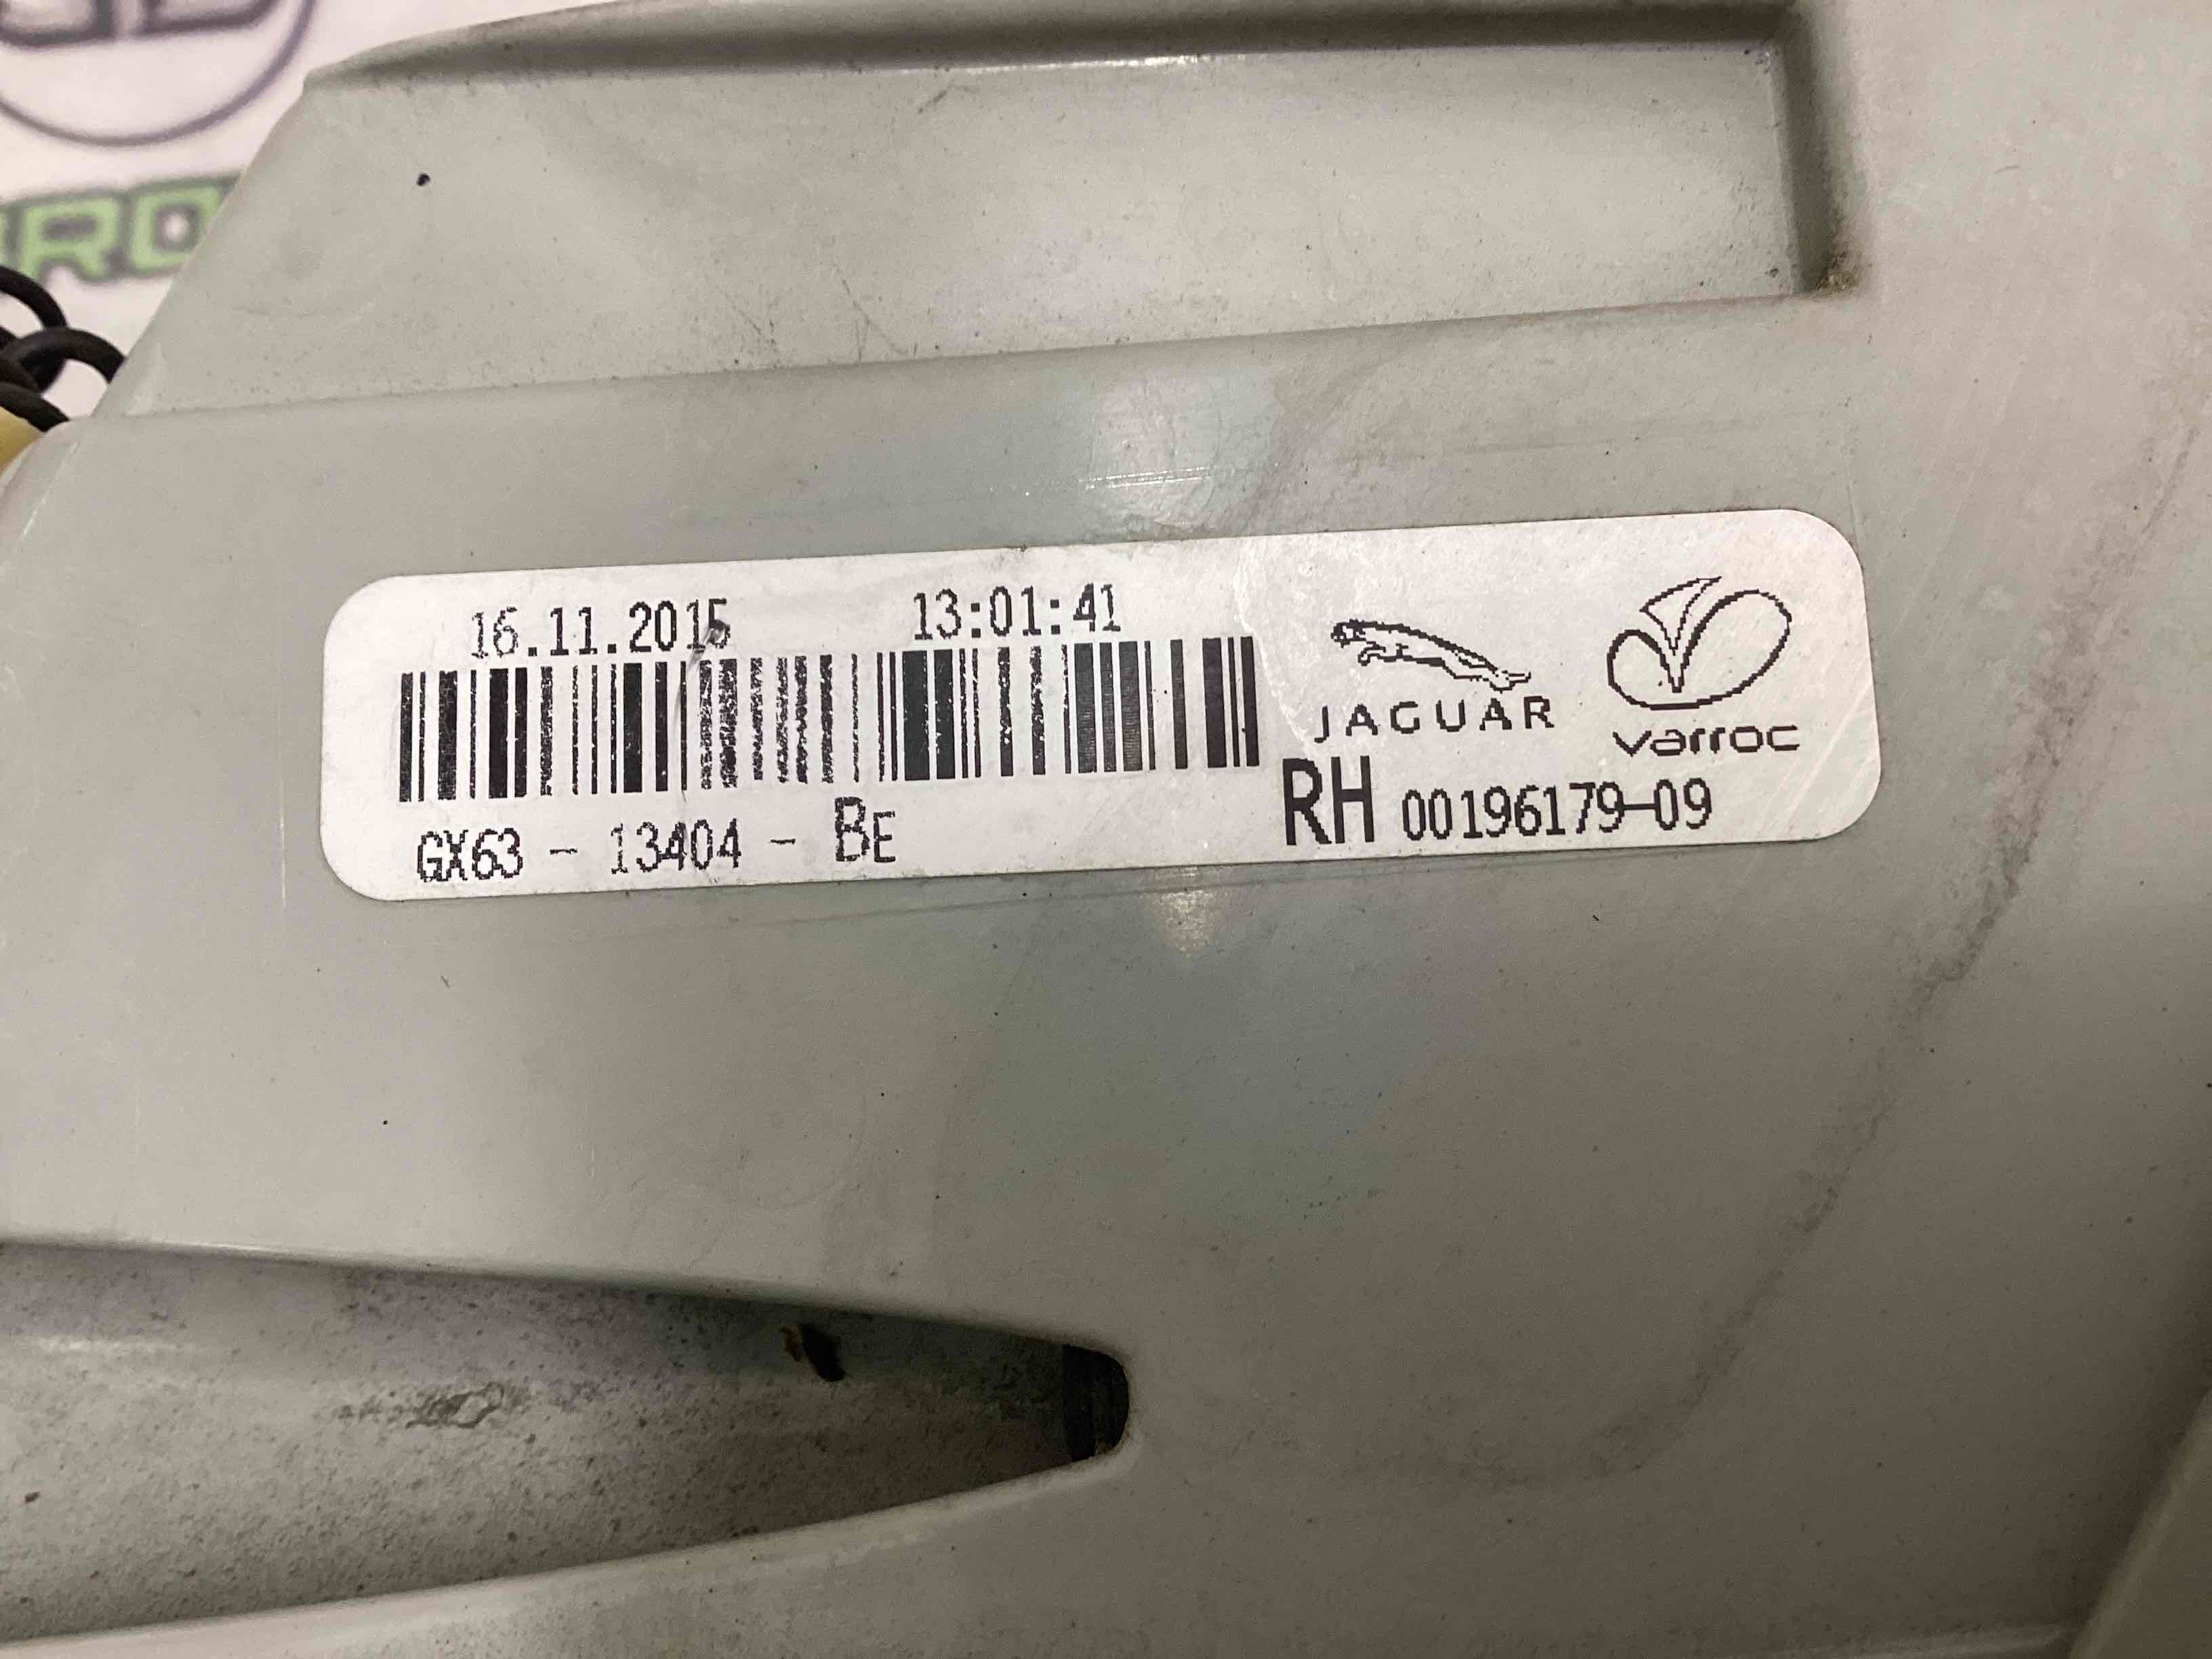 16.11.2015 13:01:41
JAGUAR
varroc
GX63 - 13404 - BE
RH 00196179-09